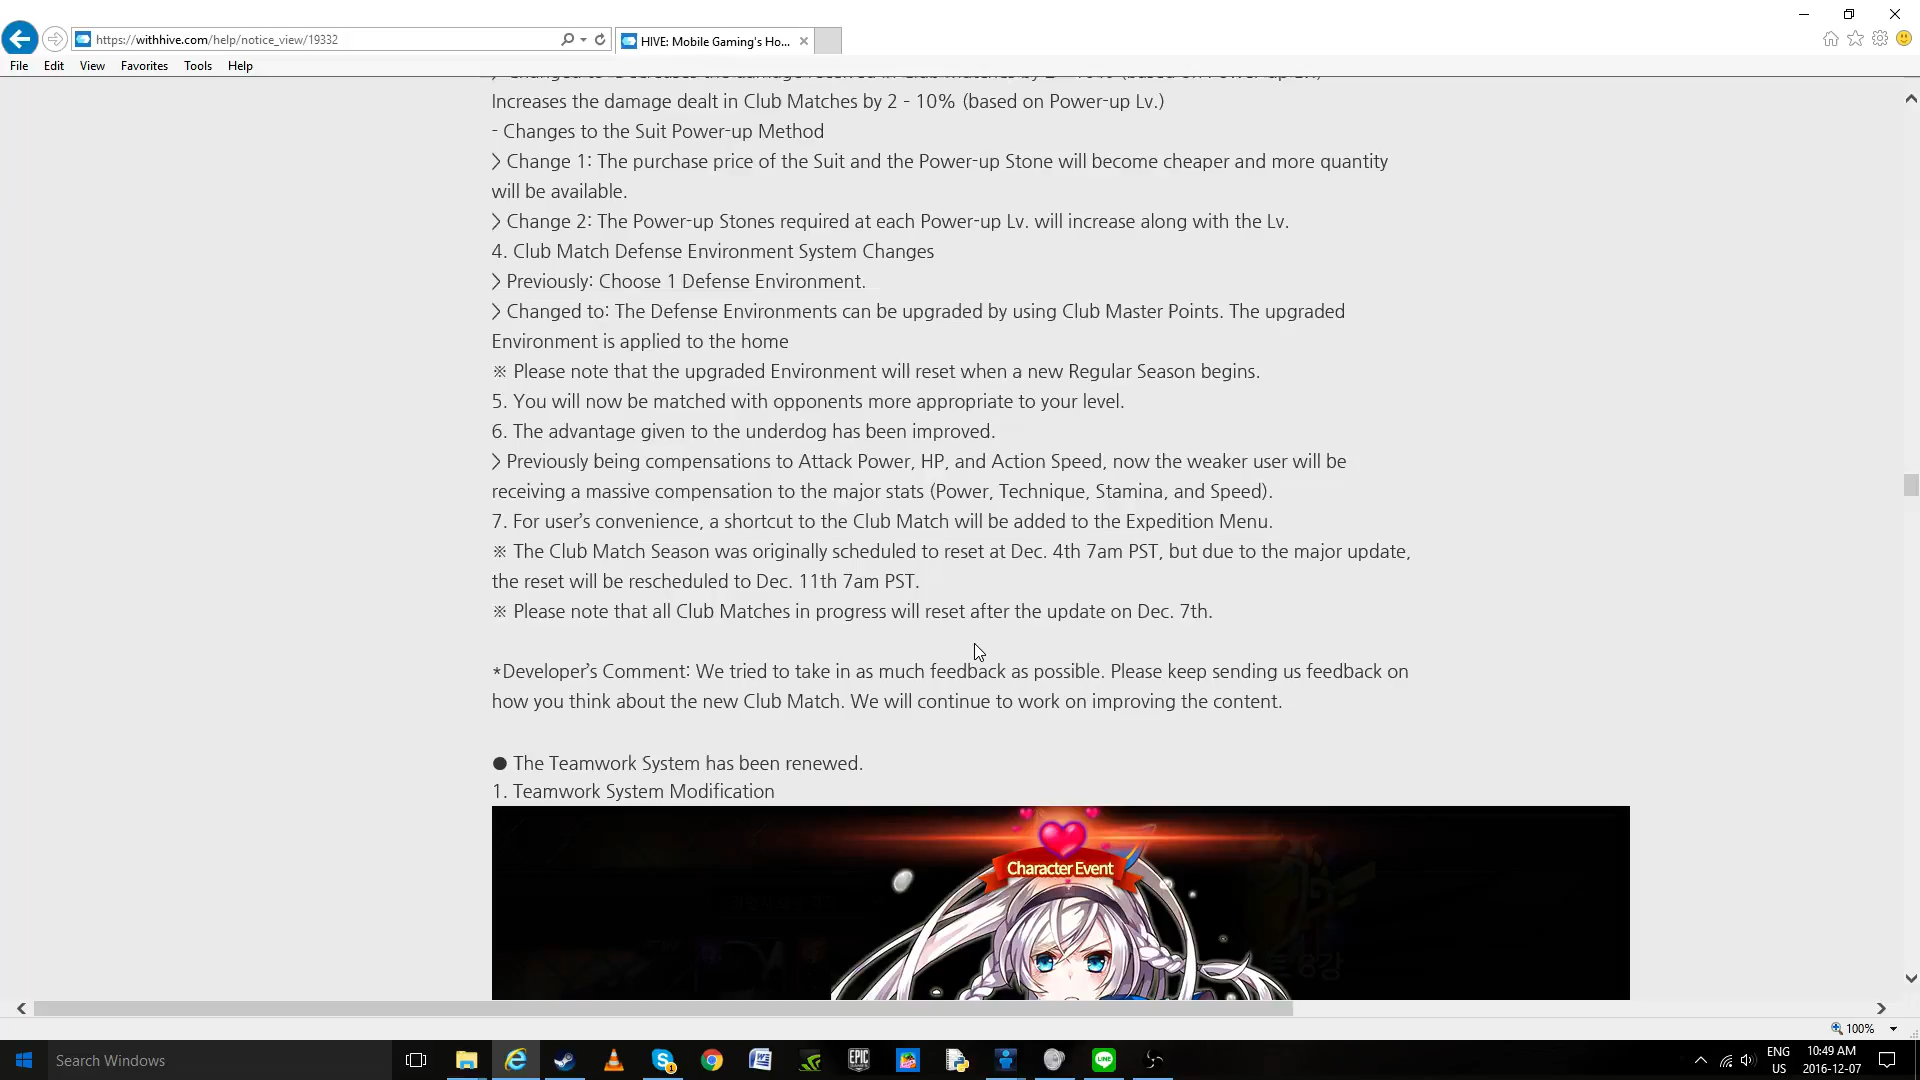 https://withhive.com/help/notice_view/19332
HIVE: Mobile Gaming's Ho...
File Edit View Favorites Tools Help
Increases the damage dealt in Club Matches by 2 - 10% (based on Power-up Lv.)
- Changes to the Suit Power-up Method
> Change 1: The purchase price of the Suit and the Power-up Stone will become cheaper and more quantity
will be available.
> Change 2: The Power-up Stones required at each Power-up Lv. will increase along with the Lv.
4. Club Match Defense Environment System Changes
> Previously: Choose 1 Defense Environment.
> Changed to: The Defense Environments can be upgraded by using Club Master Points. The upgraded
Environment is applied to the home
※ Please note that the upgraded Environment will reset when a new Regular Season begins.
5. You will now be matched with opponents more appropriate to your level.
6. The advantage given to the underdog has been improved.
> Previously being compensations to Attack Power, HP, and Action Speed, now the weaker user will be
receiving a massive compensation to the major stats (Power, Technique, Stamina, and Speed).
7. For user's convenience, a shortcut to the Club Match will be added to the Expedition Menu.
※ The Club Match Season was originally scheduled to reset at Dec. 4th 7am PST, but due to the major update,
the reset will be rescheduled to Dec. 11th 7am PST.
※ Please note that all Club Matches in progress will reset after the update on Dec. 7th.
*Developer's Comment: We tried to take in as much feedback as possible. Please keep sending us feedback on
how you think about the new Club Match. We will continue to work on improving the content.
● The Teamwork System has been renewed.
1. Teamwork System Modification
Character Event
100%
Search Windows
EPIC
LINE
ENG
US
10:49 AM
2016-12-07